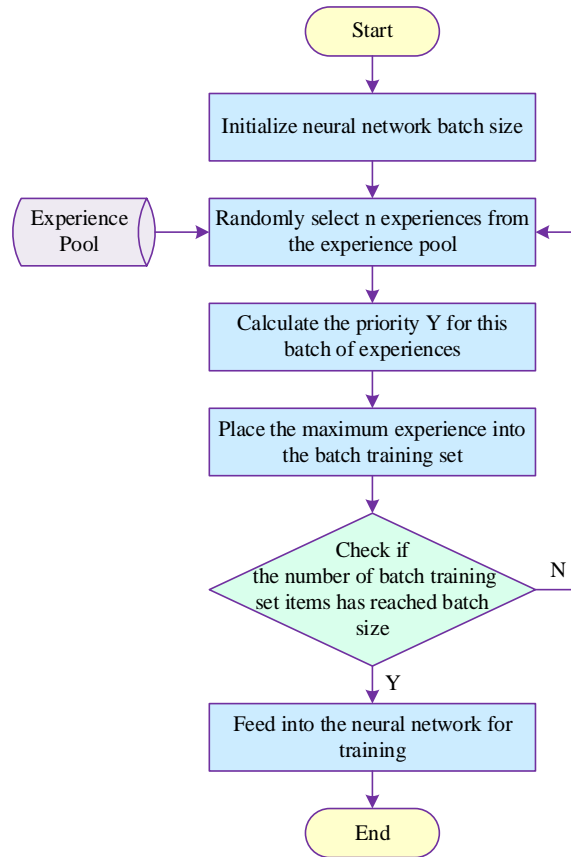 Start
Initialize neural network batch size
Experience
Pool
Randomly select n experiences from
the experience pool
Calculate the priority Y for this
batch of experiences
Place the maximum experience into
the batch training set
Check if
the number of batch training
set items has reached batch
size
N
Y
Feed into the neural network for
training
End